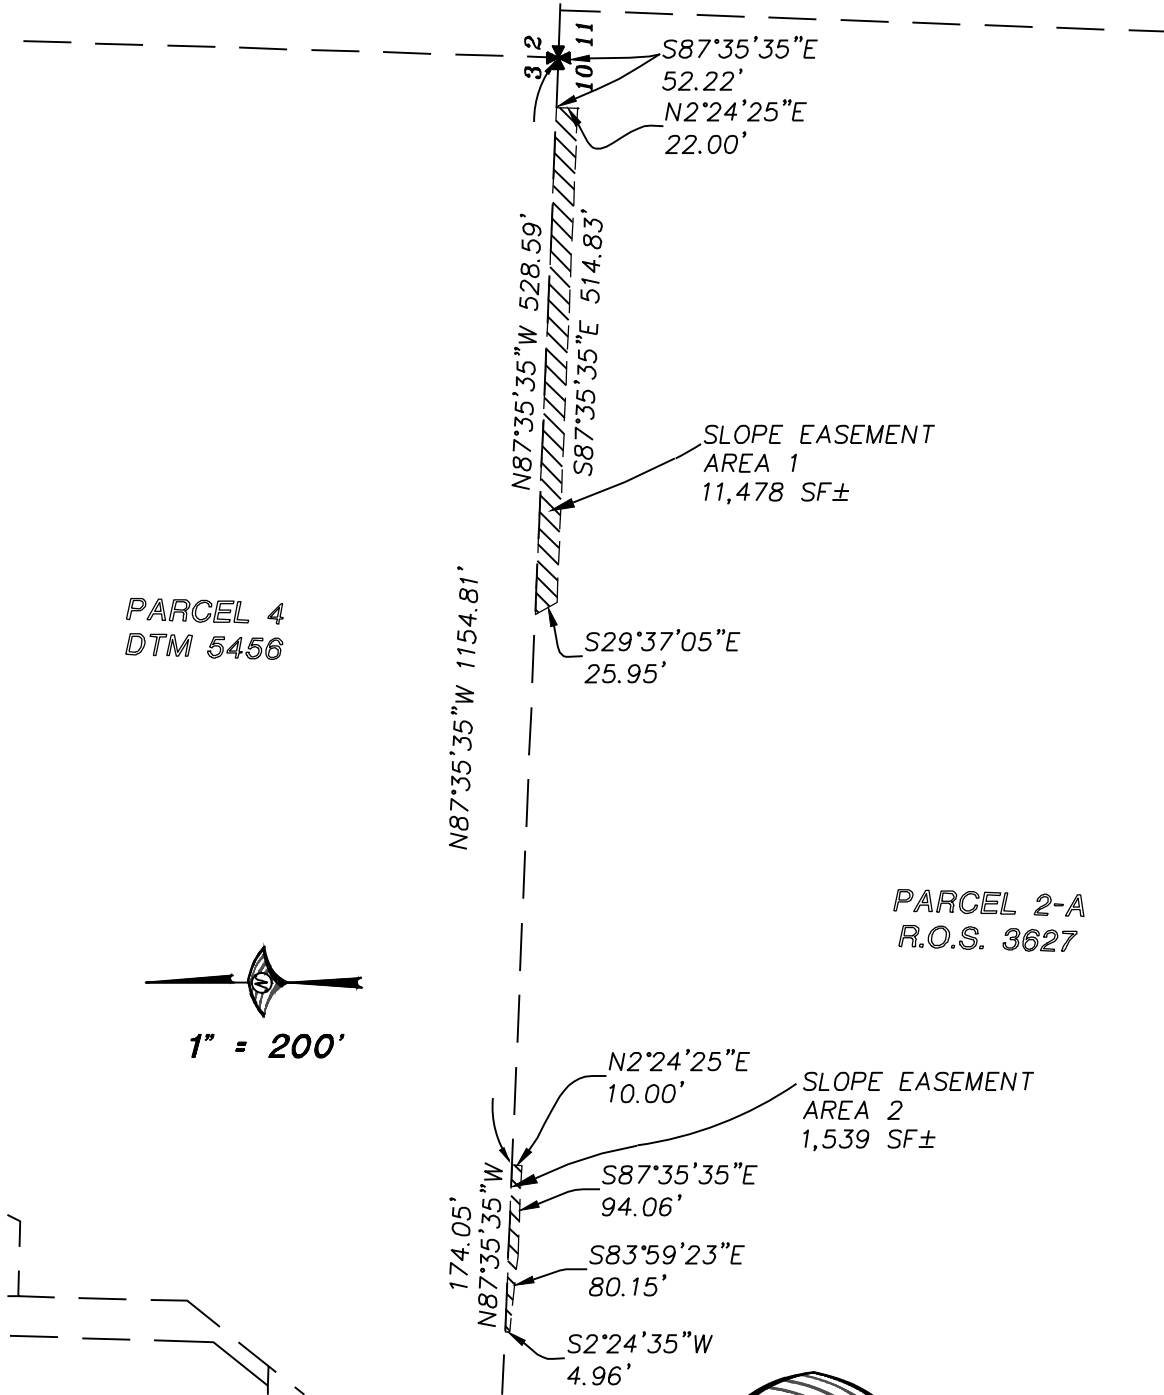 2
11
3
10
S87°35'35"E
52.22'
N2°24'25"E
22.00'
N87°35'35"W 528.59'
S87°35'35"E 514.83'
SLOPE EASEMENT
AREA 1
11,478 SF±
PARCEL 4
DTM 5456
N87°35'35"W 1154.81'
S29°37'05"E
25.95'
PARCEL 2-A
R.O.S. 3627
N
1" = 200'
N2°24'25"E
10.00'
SLOPE EASEMENT
AREA 2
1,539 SF±
174.05'
N87°35'35"W
S87°35'35"E
94.06'
S83°59'23"E
80.15'
S2°24'35"W
4.96'